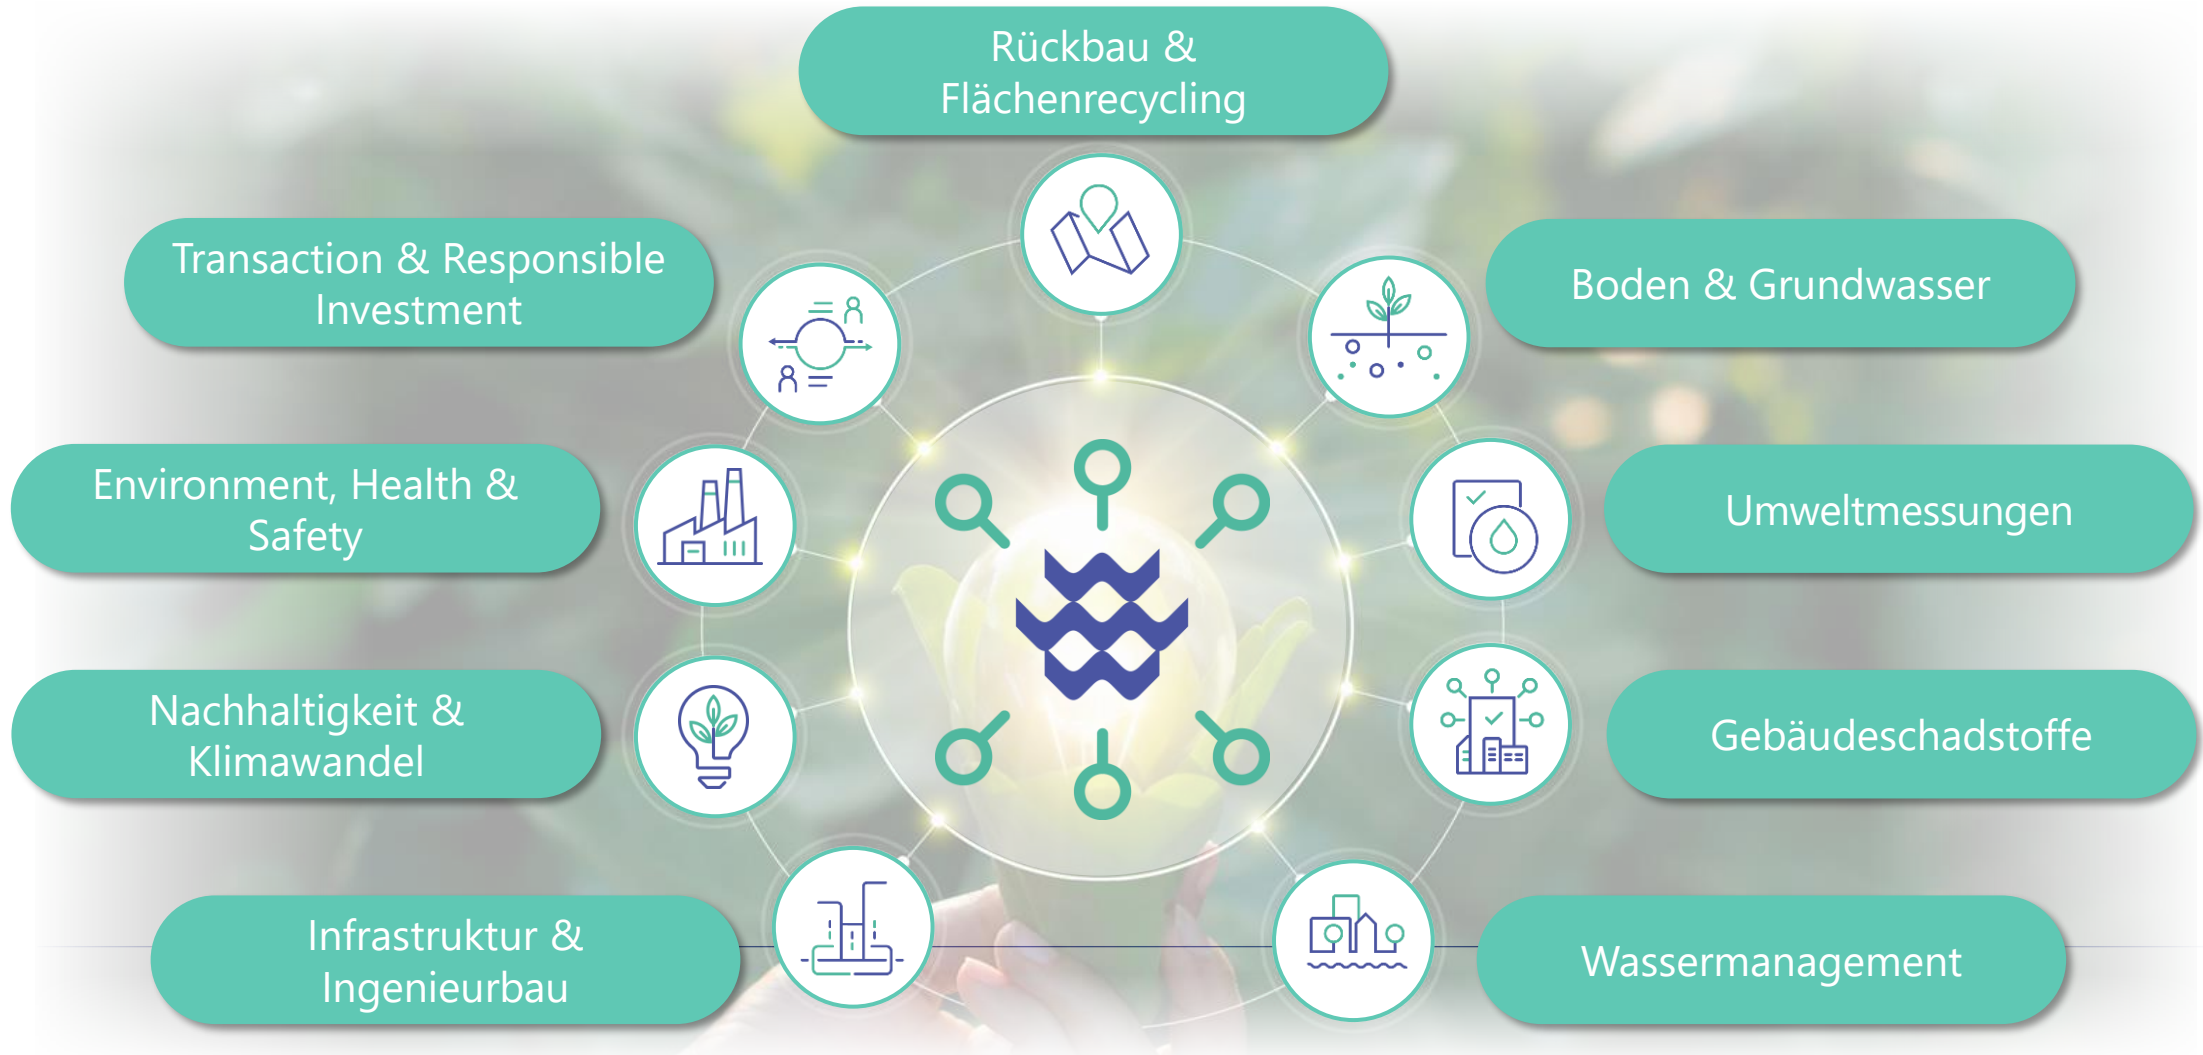 Rückbau &
Flächenrecycling
Transaction & Responsible
Investment
Boden & Grundwasser
Environment, Health &
Safety
Umweltmessungen
Nachhaltigkeit &
Klimawandel
Gebäudeschadstoffe
Infrastruktur &
Ingenieurbau
Wassermanagement